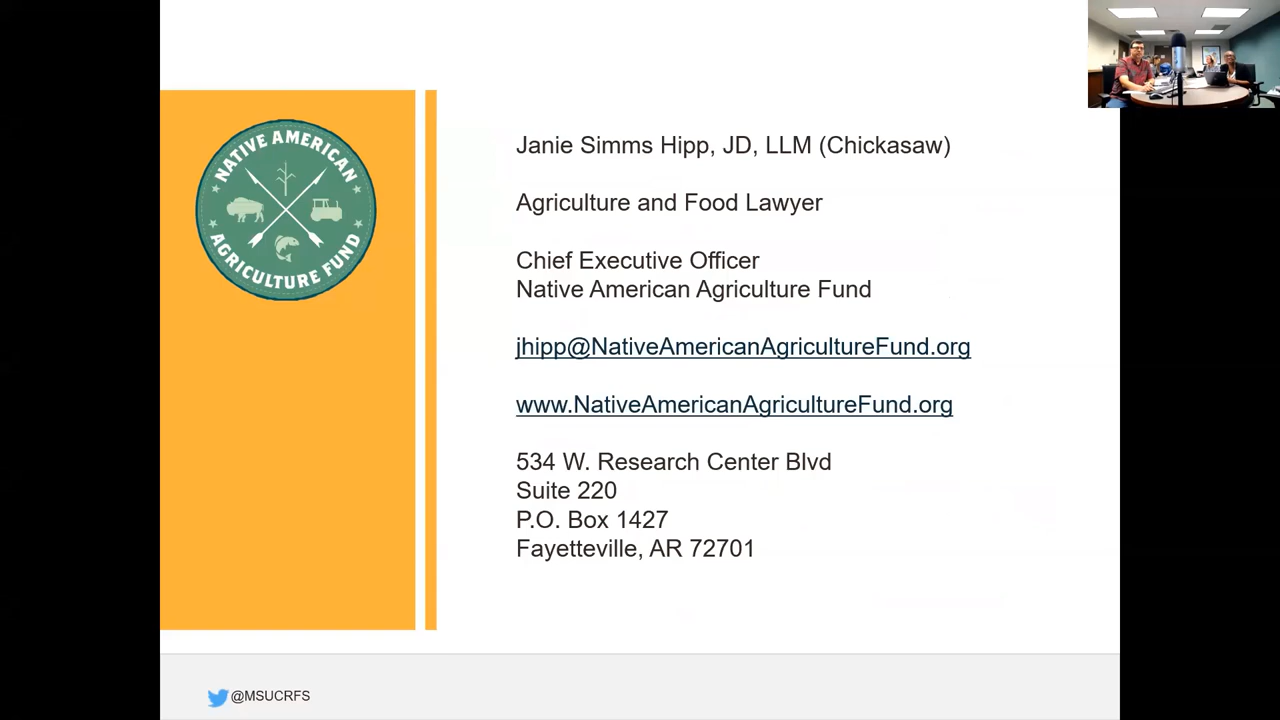 NATIVE AMERICAN
AGRICULTURE FUND
Janie Simms Hipp, JD, LLM (Chickasaw)
Agriculture and Food Lawyer
Chief Executive Officer
Native American Agriculture Fund
jhipp@NativeAmericanAgricultureFund.org
www.NativeAmericanAgricultureFund.org
534 W. Research Center Blvd
Suite 220
P.O. Box 1427
Fayetteville, AR 72701
@MSUCRFS